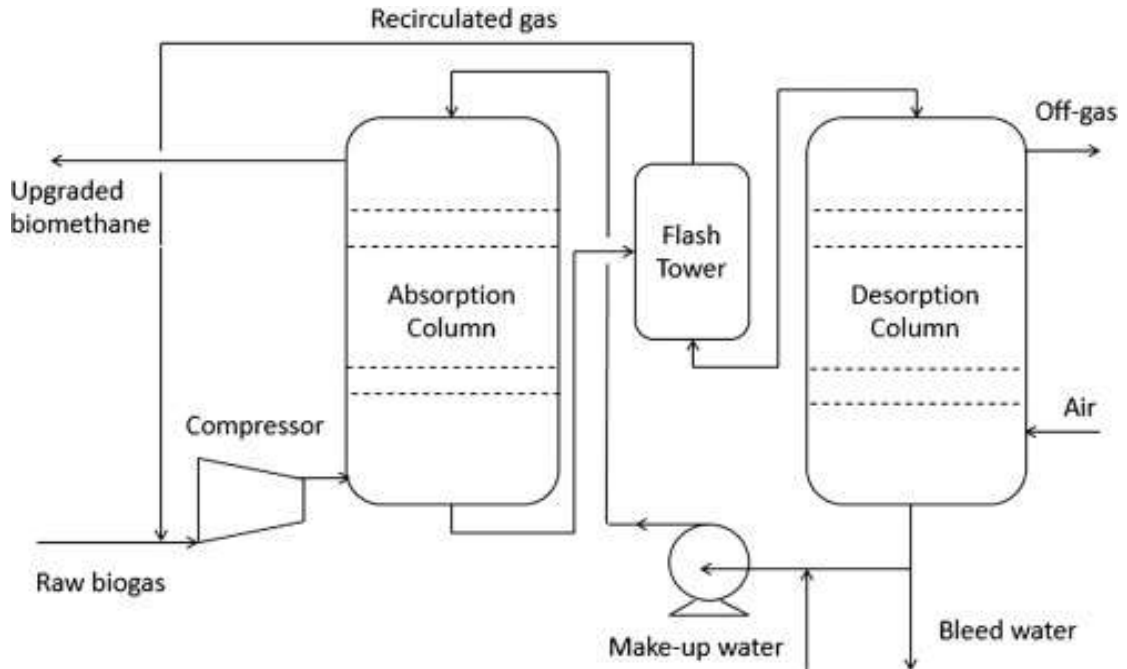 Recirculated gas
Off-gas
Upgraded
biomethane
Flash
Tower
Absorption
Column
Desorption
Column
Air
Compressor
Raw biogas
Make-up water
Bleed water